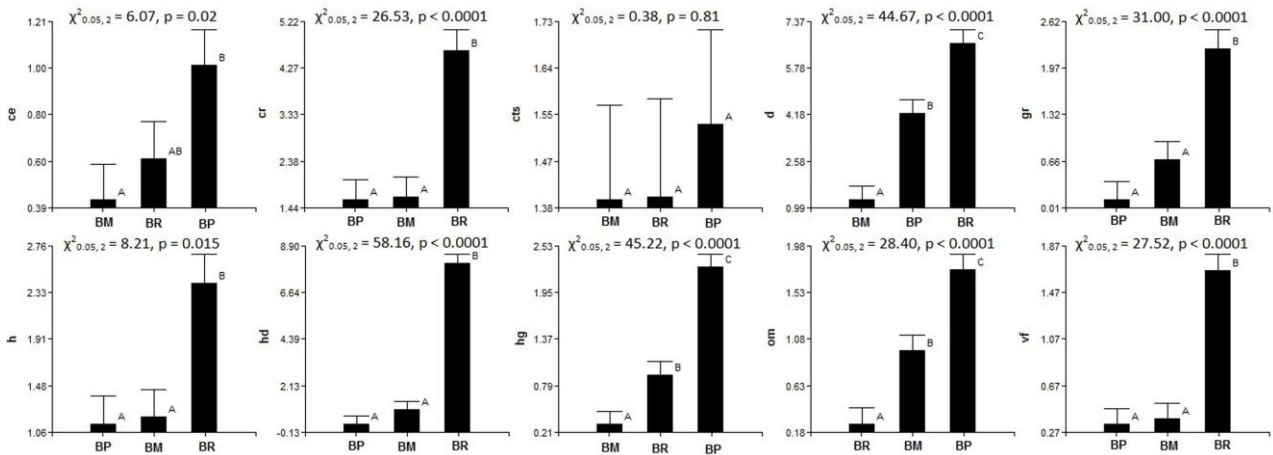 χ²0.05, 2 = 6.07, p = 0.02
1.21
1.00
0.80
0.60
0.39
ce
A
AB
B
BM BR BP
χ²0.05, 2 = 26.53, p < 0.0001
5.22
4.27
3.33
2.38
1.44
cr
A
A
B
BP BM BR
χ²0.05, 2 = 0.38, p = 0.81
1.73
1.64
1.55
1.47
1.38
cts
A
A
A
BM BR BP
χ²0.05, 2 = 44.67, p < 0.0001
7.37
5.78
4.18
2.58
0.99
d
A
B
C
BM BP BR
χ²0.05, 2 = 31.00, p < 0.0001
2.62
1.97
1.32
0.66
0.01
gr
A
A
B
BP BM BR
χ²0.05, 2 = 8.21, p = 0.015
2.76
2.33
1.91
1.48
1.06
h
A
A
B
BP BM BR
χ²0.05, 2 = 58.16, p < 0.0001
8.90
6.64
4.39
2.13
-0.13
hd
A
A
B
BP BM BR
χ²0.05, 2 = 45.22, p < 0.0001
2.53
1.95
1.37
0.79
0.21
hg
A
B
C
BM BR BP
χ²0.05, 2 = 28.40, p < 0.0001
1.98
1.53
1.08
0.63
0.18
om
A
B
C
BR BM BP
χ²0.05, 2 = 27.52, p < 0.0001
1.87
1.47
1.07
0.67
0.27
vf
A
A
B
BP BM BR